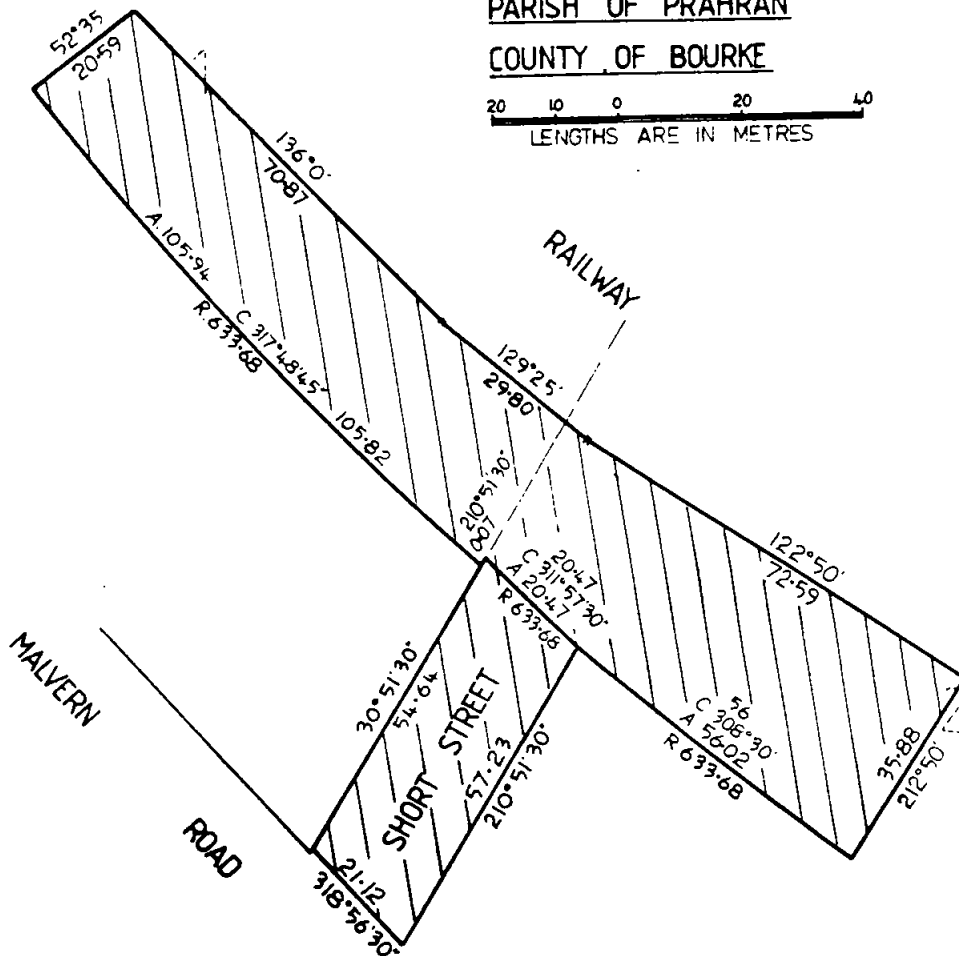 PARISH OF PRAHRAN
COUNTY OF BOURKE
20 10 0 20 40
LENGTHS ARE IN METRES
52°35
20·59
136°0'
70·87
A. 105·94
R. 633·68
C 317°48'45"
105·82
RAILWAY
129°25'
29·80
210°51'30"
0·07
20·47
C 311°57'30"
A 20·47
R 633·68
122°50'
72·59
56
C 308°30'
A 56·02
R 633·68
35·88
212°50'
30°51'30"
54·64
SHORT STREET
57·23
210°51'30"
21·12
318°56'30"
MALVERN
ROAD